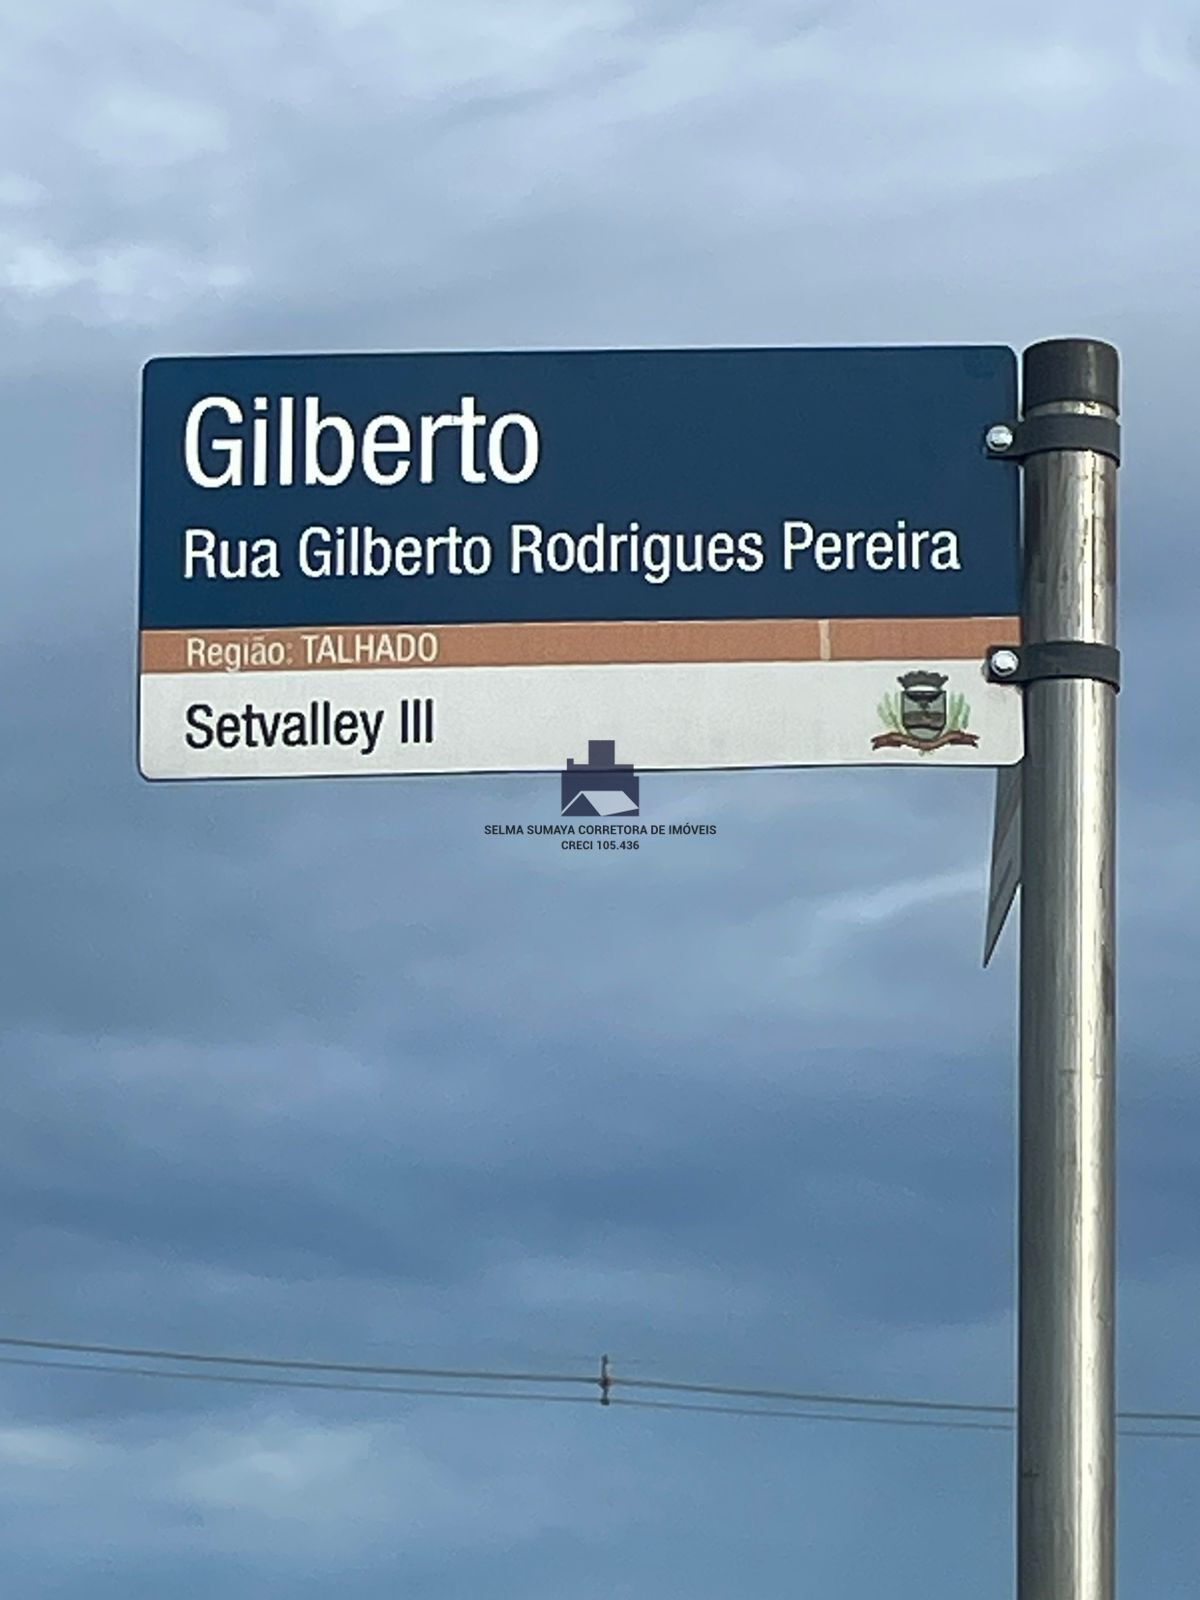 Gilberto
Rua Gilberto Rodrigues Pereira
Região: TALHADO
Setvalley III
SELMA SUMAYA CORRETORA DE IMÓVEIS
CRECI 105.436